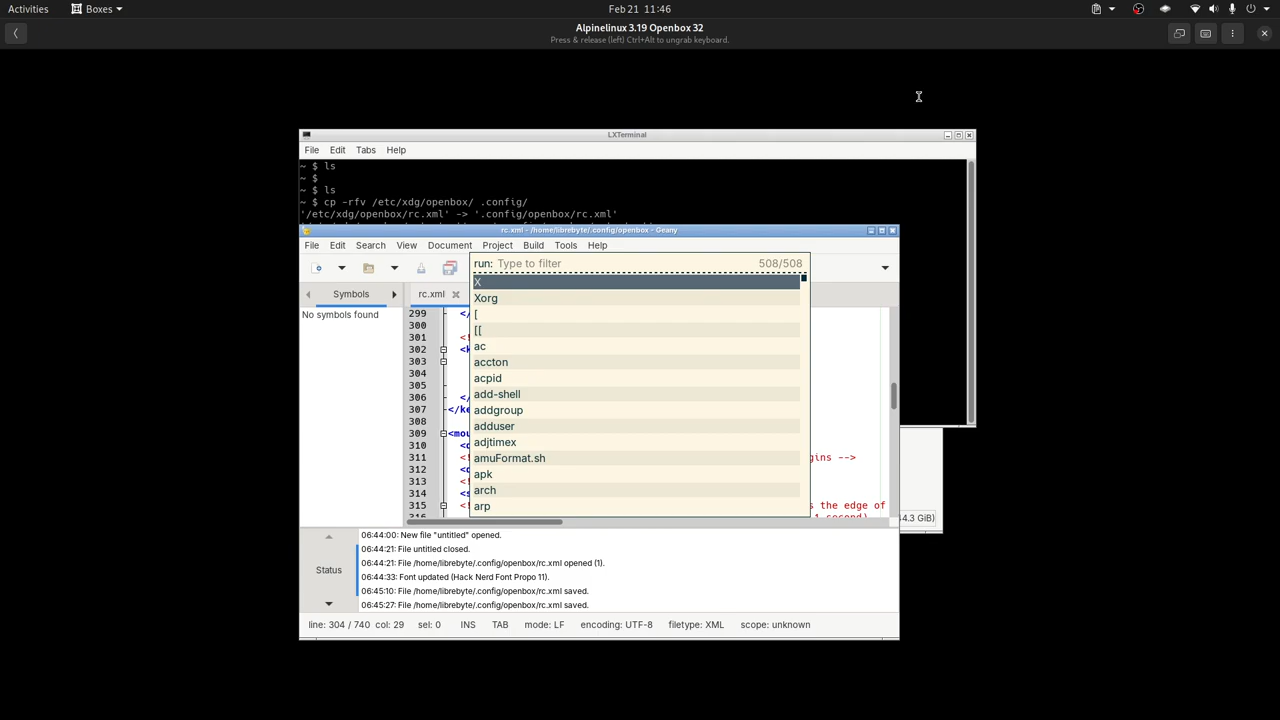 Activities
Boxes
Feb 21 11:46
Alpinelinux 3.19 Openbox 32
Press & release (left) Ctrl+Alt to ungrab keyboard.
LXTerminal
File Edit Tabs Help
~ $ ls
~ $
~ $ ls
~ $ cp -rfv /etc/xdg/openbox/ .config/
'/etc/xdg/openbox/rc.xml' -> '.config/openbox/rc.xml'
rc.xml - /home/librebyte/.config/openbox - Geany
File Edit Search View Document Project Build Tools Help
run: Type to filter 508/508
X
Xorg
[
[[
ac
accton
acpid
add-shell
addgroup
adduser
adjtimex
amuFormat.sh
apk
arch
arp
Symbols
No symbols found
rc.xml
299 </
300
301 <!
302 <k
303
304
305
306 </
307 </ke
308
309 <mou
310 <d
311 <! gins -->
312 <d
313 <!
314 <s
315 <! s the edge of
4.3 GiB)
Status
06:44:00: New file "untitled" opened.
06:44:21: File untitled closed.
06:44:21: File /home/librebyte/.config/openbox/rc.xml opened (1).
06:44:33: Font updated (Hack Nerd Font Propo 11).
06:45:10: File /home/librebyte/.config/openbox/rc.xml saved.
06:45:27: File /home/librebyte/.config/openbox/rc.xml saved.
line: 304 / 740 col: 29 sel: 0 INS TAB mode: LF encoding: UTF-8 filetype: XML scope: unknown